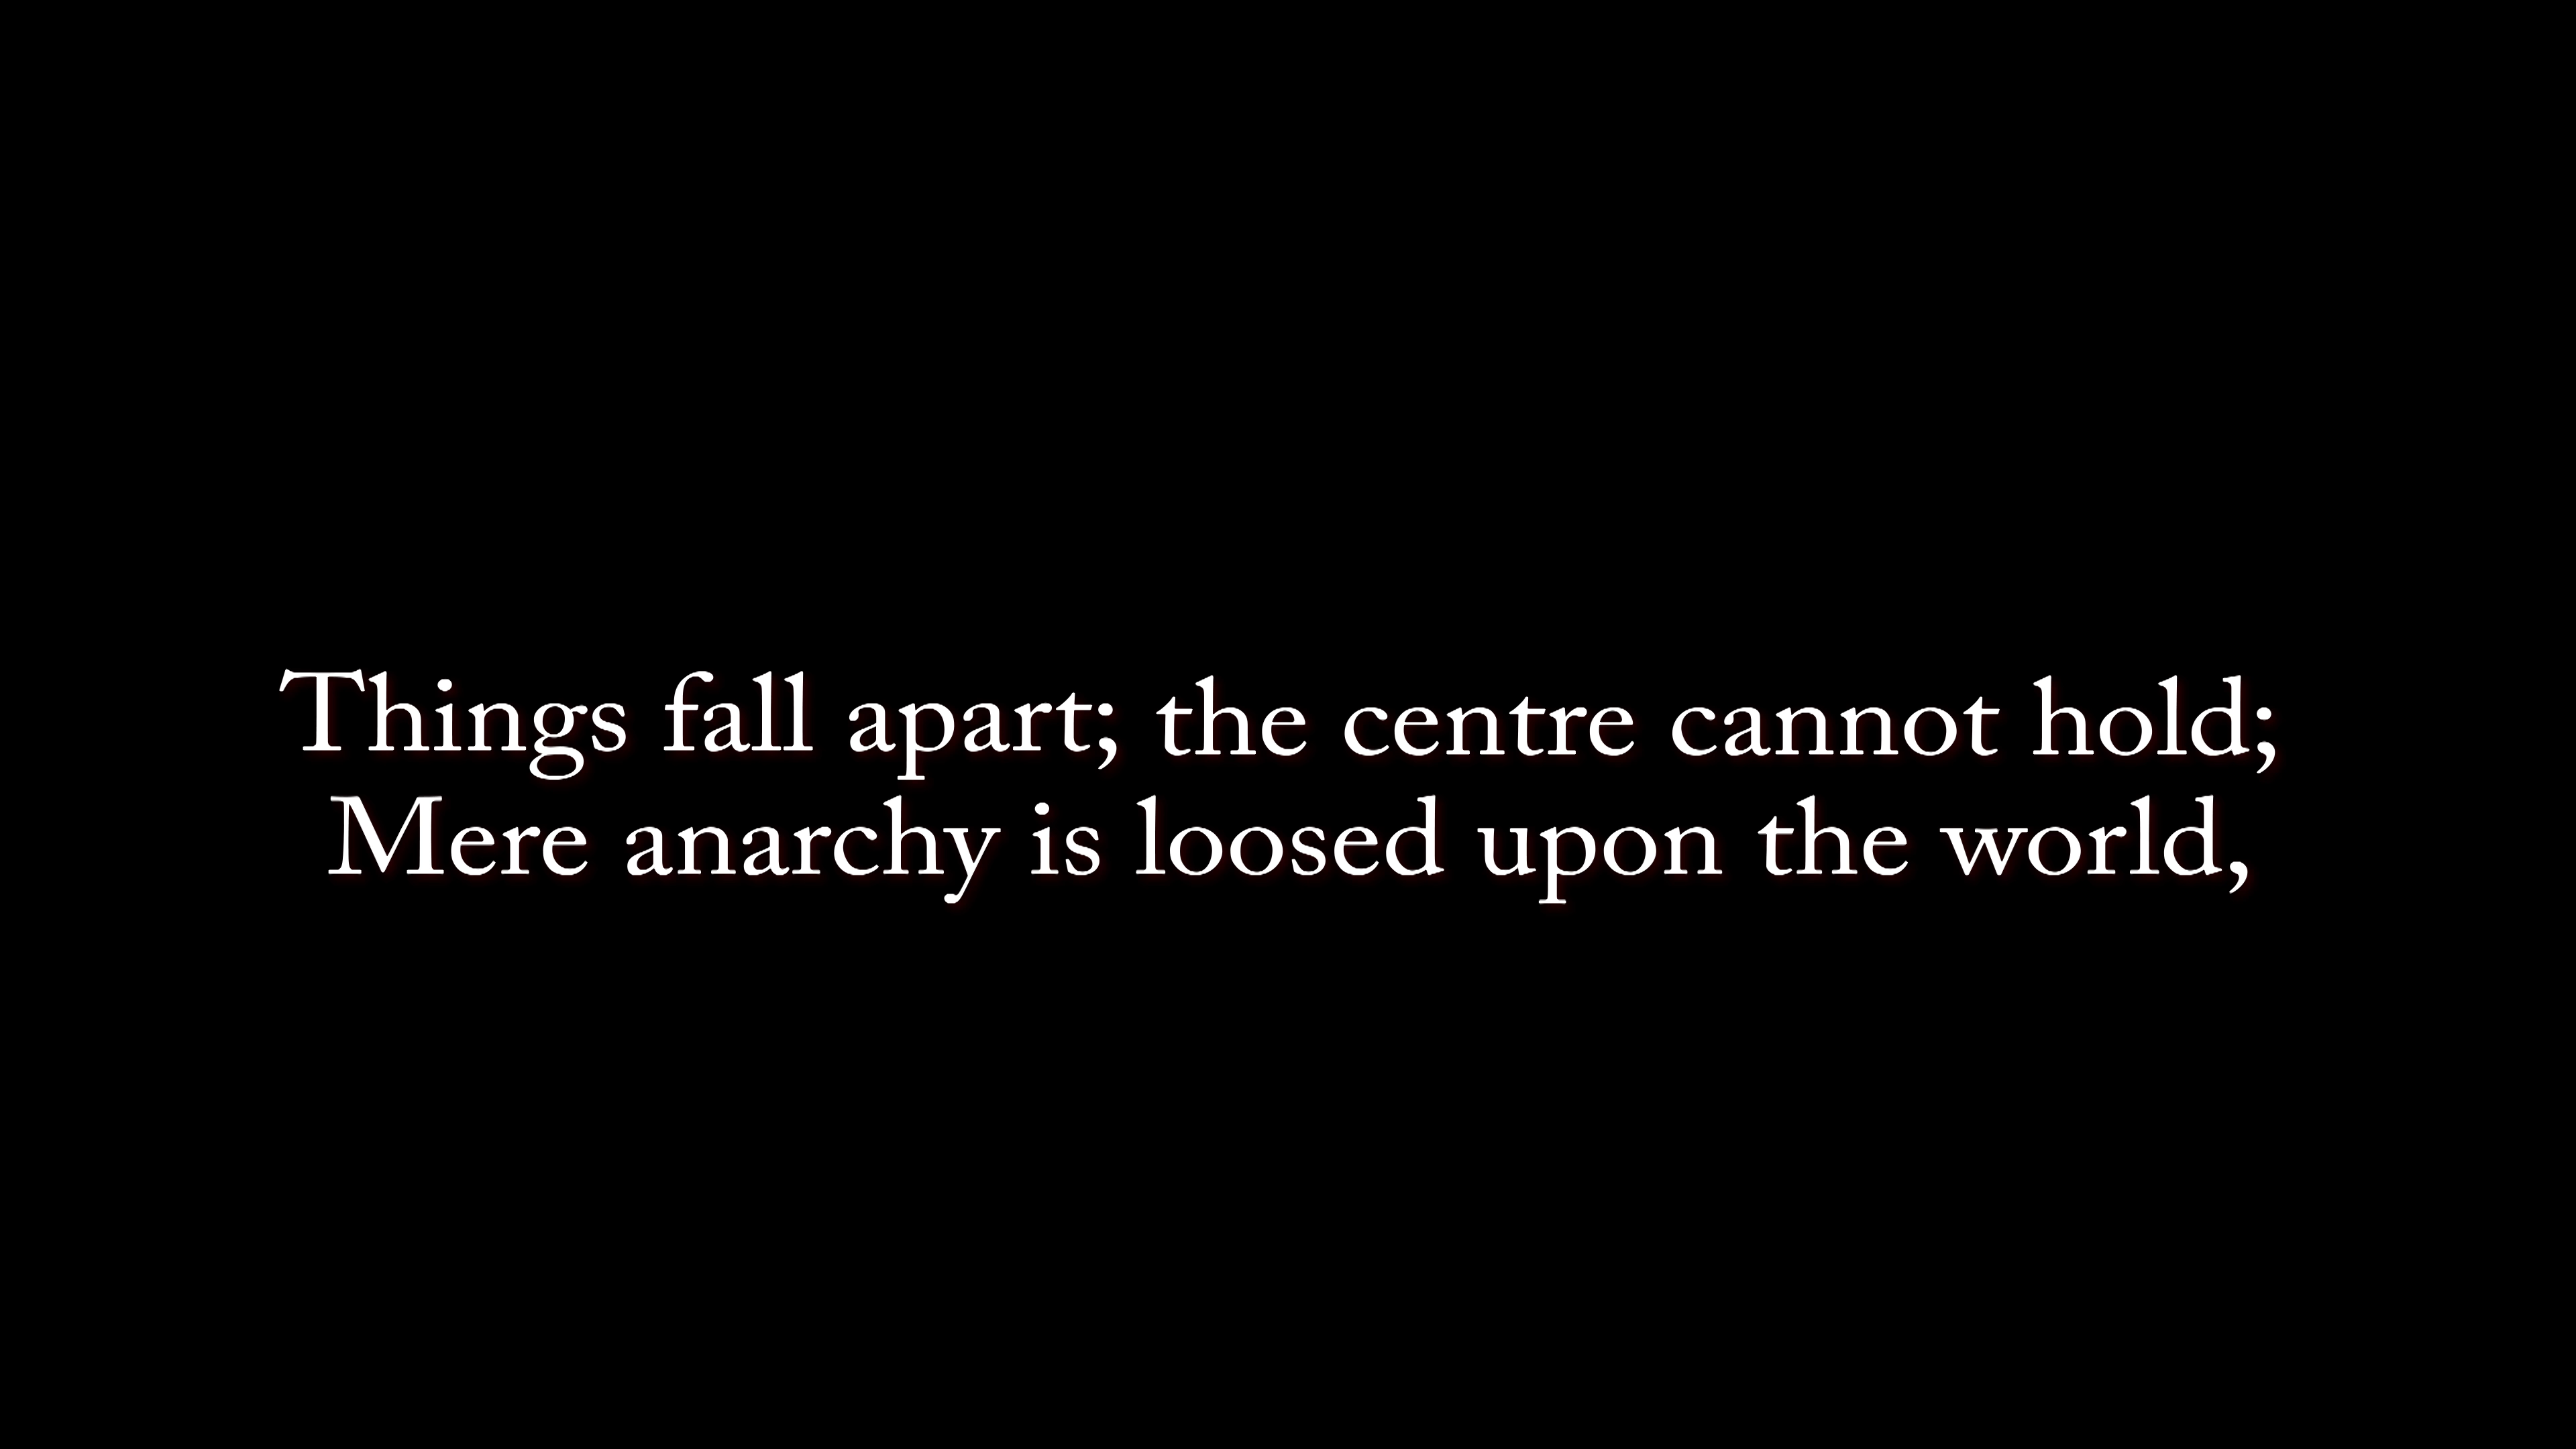 Things fall apart; the centre cannot hold;
Mere anarchy is loosed upon the world,